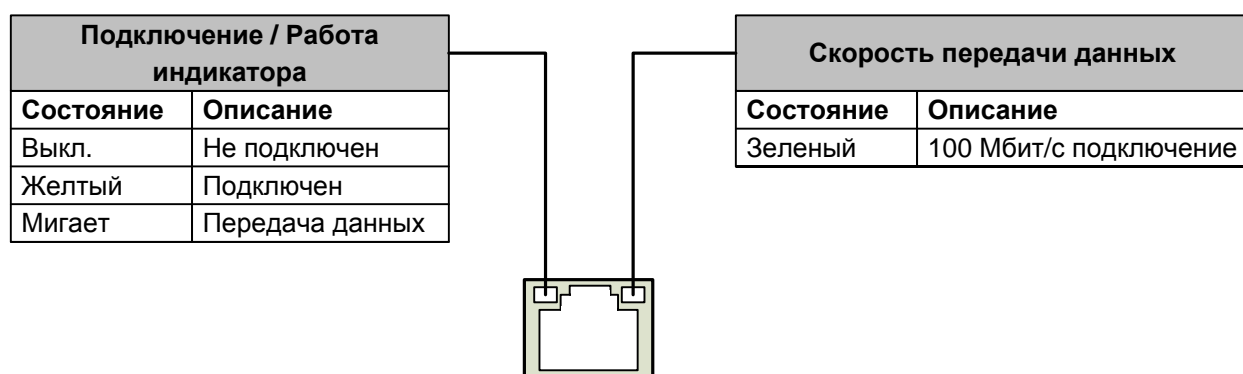 Подключение / Работа
индикатора
Состояние Описание
Выкл. Не подключен
Желтый Подключен
Мигает Передача данных
Скорость передачи данных
Состояние Описание
Зеленый 100 Мбит/с подключение